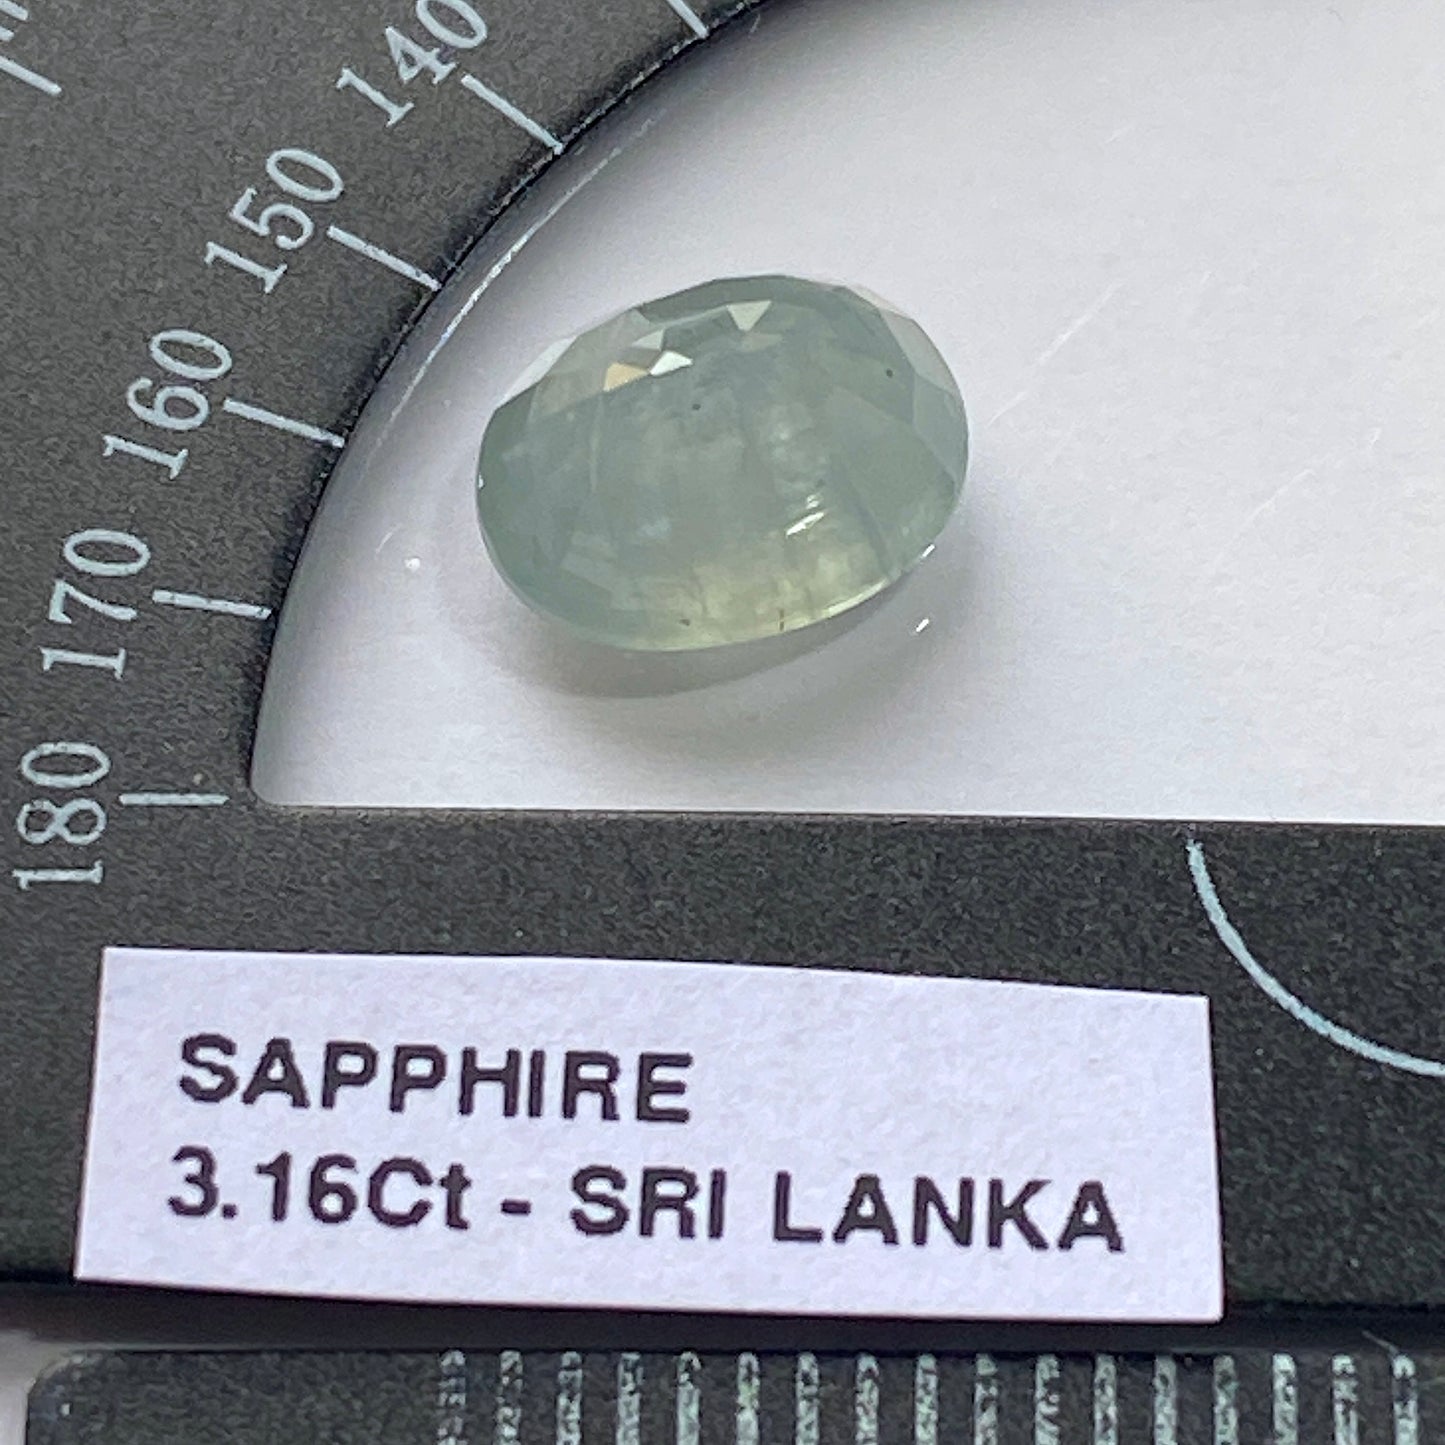 140
150
160
170
180
SAPPHIRE
3.16Ct - SRI LANKA